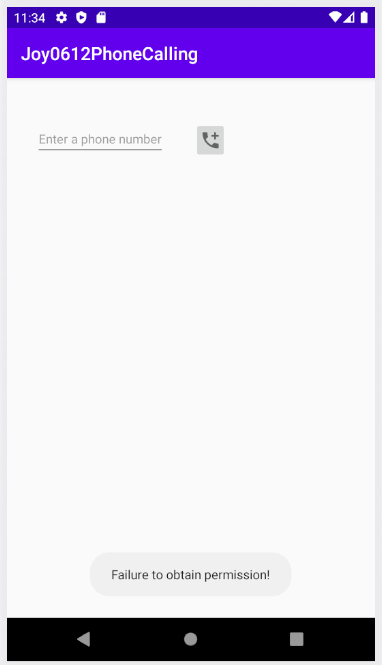 11:34
Joy0612PhoneCalling
Enter a phone number
Failure to obtain permission!